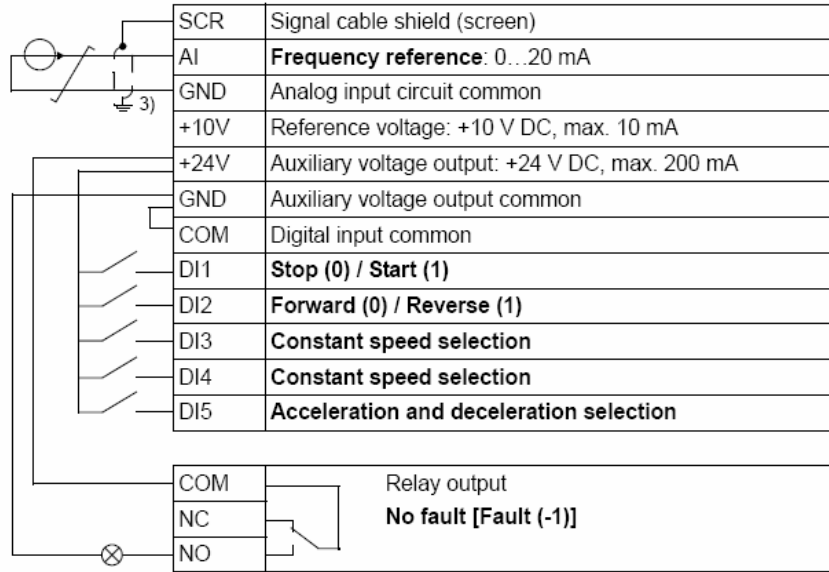 SCR Signal cable shield (screen)
AI Frequency reference: 0…20 mA
GND Analog input circuit common
3)
+10V Reference voltage: +10 V DC, max. 10 mA
+24V Auxiliary voltage output: +24 V DC, max. 200 mA
GND Auxiliary voltage output common
COM Digital input common
DI1 Stop (0) / Start (1)
DI2 Forward (0) / Reverse (1)
DI3 Constant speed selection
DI4 Constant speed selection
DI5 Acceleration and deceleration selection
COM Relay output
NC No fault [Fault (-1)]
NO